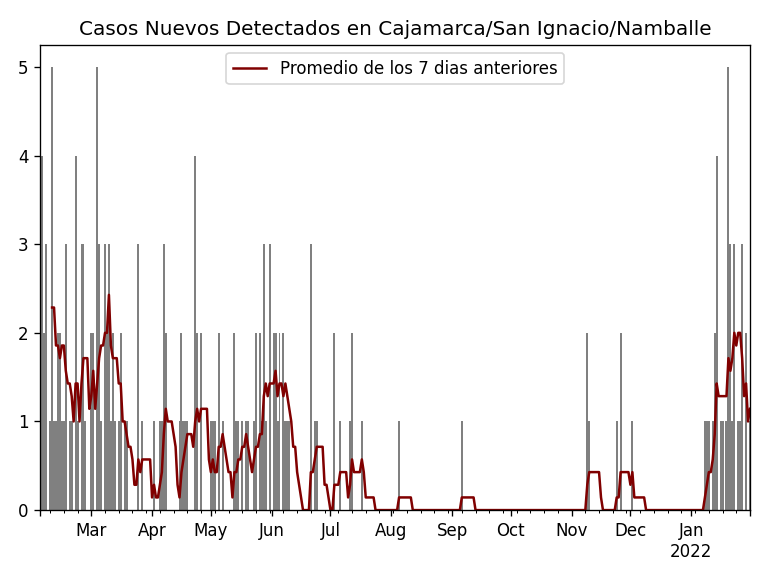 Casos Nuevos Detectados en Cajamarca/San Ignacio/Namballe
Promedio de los 7 dias anteriores
5
4
3
2
1
0
Mar Apr May Jun Jul Aug Sep Oct Nov Dec Jan
2022